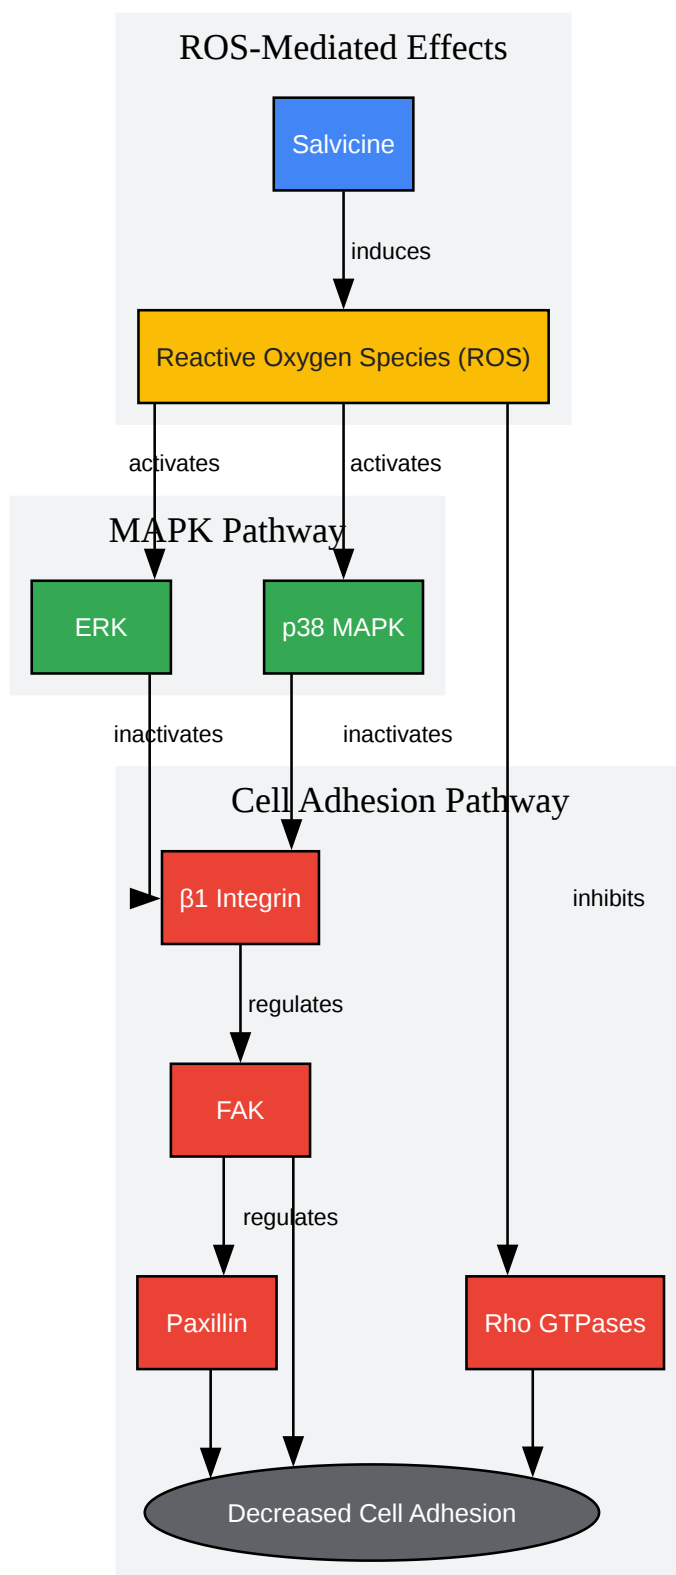 ROS-Mediated Effects
Salvicine
induces
Reactive Oxygen Species (ROS)
activates
activates
MAPK Pathway
ERK
p38 MAPK
inactivates
inactivates
Cell Adhesion Pathway
β1 Integrin
inhibits
regulates
FAK
regulates
Paxillin
Rho GTPases
Decreased Cell Adhesion